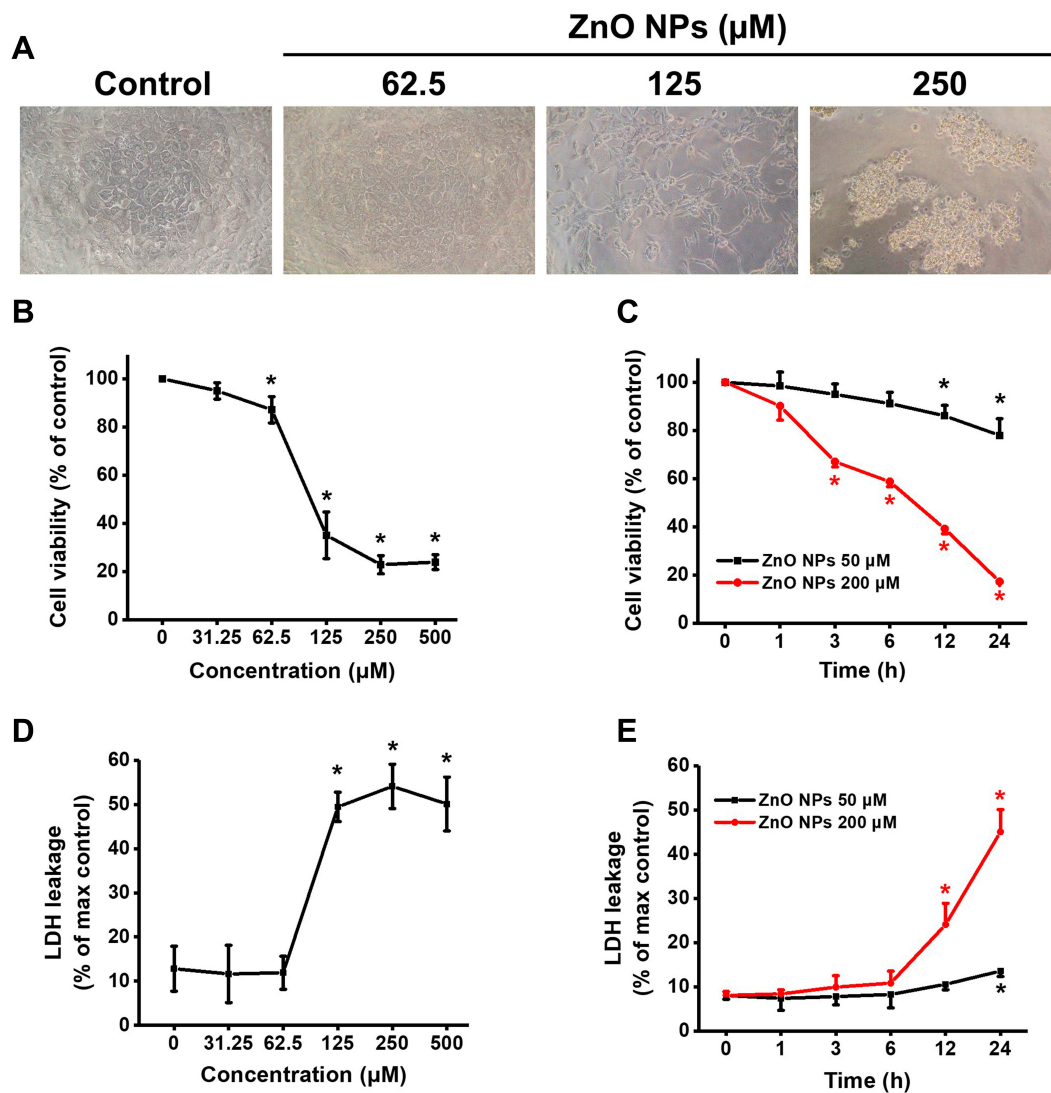 A
ZnO NPs (µM)
Control
62.5
125
250
B
Cell viability (% of control)
100
80
60
40
20
0
* * * *
0 31.25 62.5 125 250 500
Concentration (µM)
C
Cell viability (% of control)
100
80
60
40
20
0
* *
* * * *
ZnO NPs 50 µM
ZnO NPs 200 µM
0 1 3 6 12 24
Time (h)
D
LDH leakage
(% of max control)
60
50
40
30
20
10
0
* * *
0 31.25 62.5 125 250 500
Concentration (µM)
E
LDH leakage
(% of max control)
60
50
40
30
20
10
0
ZnO NPs 50 µM
ZnO NPs 200 µM
* *
*
0 1 3 6 12 24
Time (h)